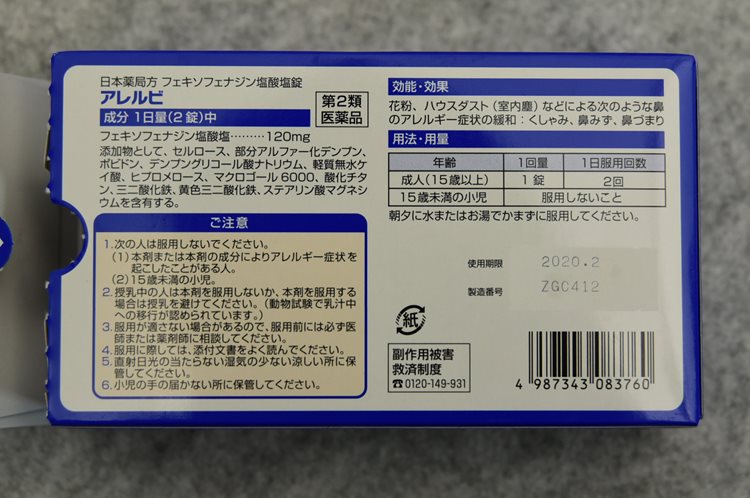 日本薬局方 フェキソフェナジン塩酸塩錠
アレルビ
第2類
医薬品
成分 1日量(2錠)中
フェキソフェナジン塩酸塩………120mg
添加物として、セルロース、部分アルファー化デンプン、
ポビドン、デンプングリコール酸ナトリウム、軽質無水ケ
イ酸、ヒプロメロース、マクロゴール6000、酸化チタ
ン、三二酸化鉄、黄色三二酸化鉄、ステアリン酸マグネシ
ウムを含有する。
ご注意
1.次の人は服用しないでください。
(1)本剤または本剤の成分によりアレルギー症状を
起こしたことがある人。
(2)15歳未満の小児。
2.授乳中の人は本剤を服用しないか、本剤を服用する
場合は授乳を避けてください。(動物試験で乳汁中
への移行が認められています。)
3.服用が適さない場合があるので、服用前には必ず医
師または薬剤師に相談してください。
4.服用に際しては、添付文書をよく読んでください。
5.直射日光の当たらない湿気の少ない涼しい所に保
管してください。
6.小児の手の届かない所に保管してください。
効能・効果
花粉、ハウスダスト(室内塵)などによる次のような鼻
のアレルギー症状の緩和:くしゃみ、鼻みず、鼻づまり
用法・用量
年齢 1回量 1日服用回数
成人(15歳以上) 1錠 2回
15歳未満の小児 服用しないこと
朝夕に水またはお湯でかまずに服用してください。
使用期限 2020.2
製造番号 ZGC412
紙
副作用被害
救済制度
☎0120-149-931
4 987343 083760